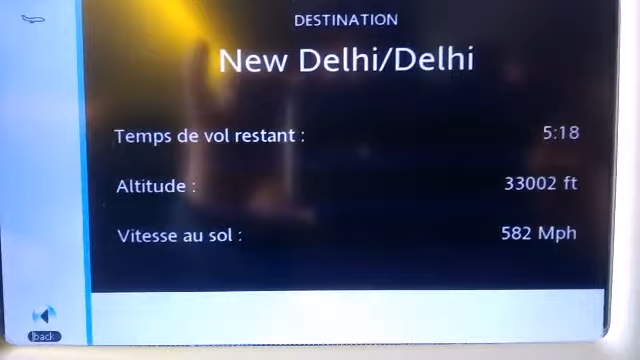 DESTINATION
New Delhi/Delhi
Temps de vol restant : 5:18
Altitude : 33002 ft
Vitesse au sol : 582 Mph
back